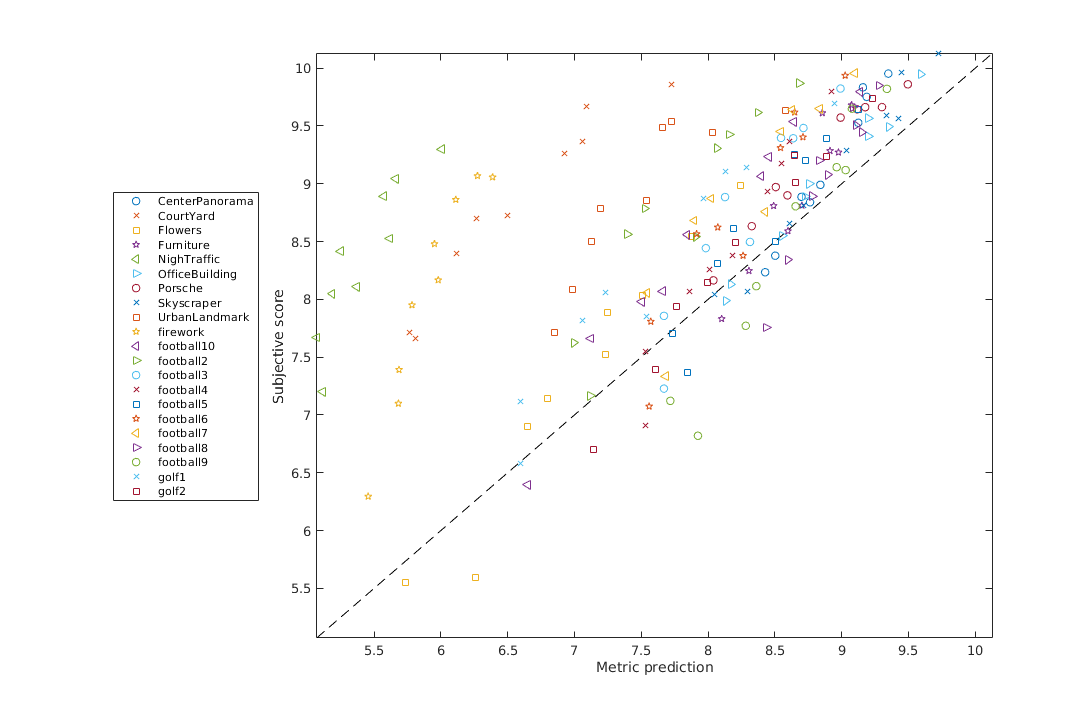 CenterPanorama
CourtYard
Flowers
Furniture
NighTraffic
OfficeBuilding
Porsche
Skyscraper
UrbanLandmark
firework
football10
football2
football3
football4
football5
football6
football7
football8
football9
golf1
golf2
Subjective score
10
9.5
9
8.5
8
7.5
7
6.5
6
5.5
5.5 6 6.5 7 7.5 8 8.5 9 9.5 10
Metric prediction